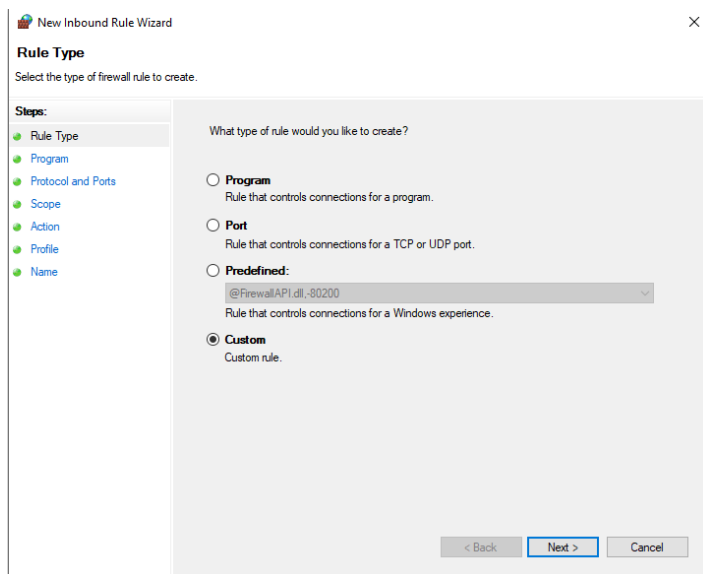 New Inbound Rule Wizard
Rule Type
Select the type of firewall rule to create.
Steps:
Rule Type
Program
Protocol and Ports
Scope
Action
Profile
Name
What type of rule would you like to create?
Program
Rule that controls connections for a program.
Port
Rule that controls connections for a TCP or UDP port.
Predefined:
@FirewallAPI.dll,-80200
Rule that controls connections for a Windows experience.
Custom
Custom rule.
< Back
Next >
Cancel